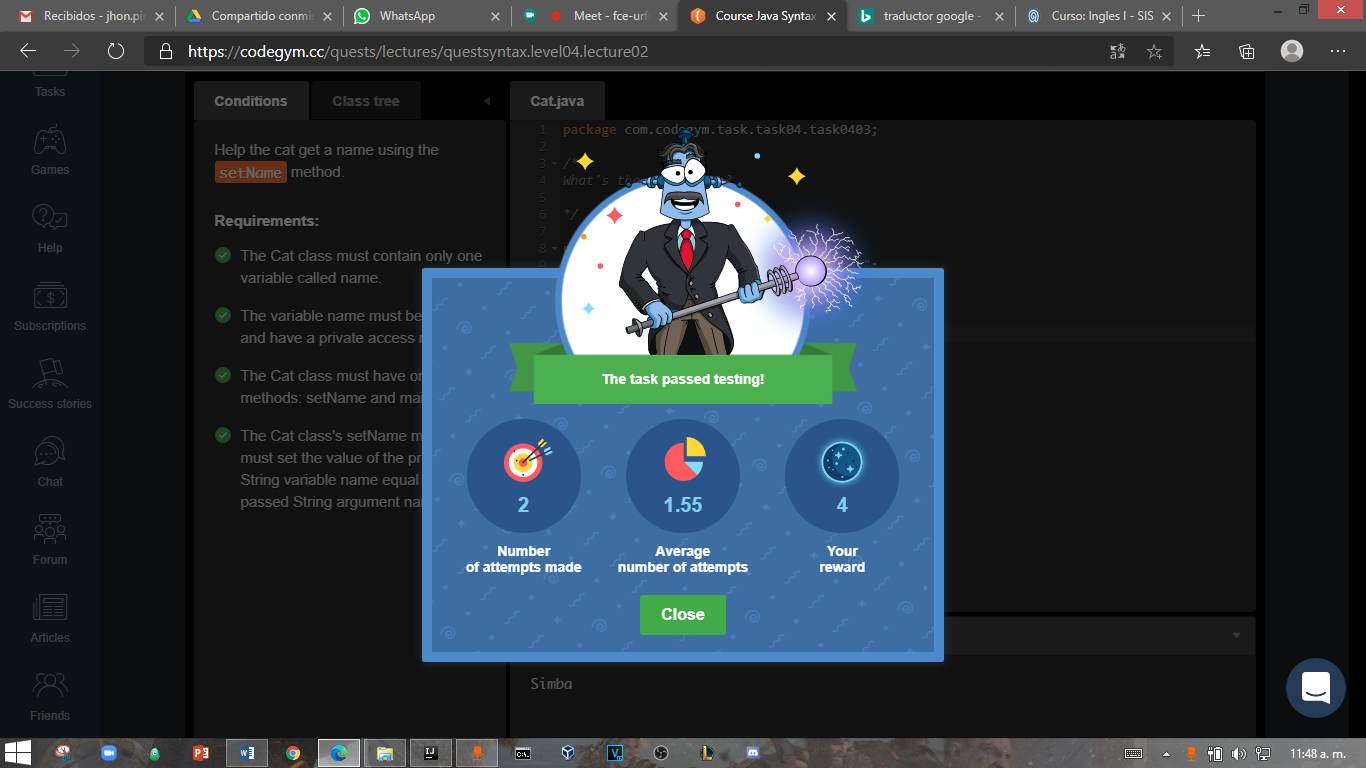 Recibidos - jhon.pi
Compartido conmi
WhatsApp
Meet - fce-urf
Course Java Syntax
traductor google -
Curso: Ingles I - SIS
https://codegym.cc/quests/lectures/questsyntax.level04.lecture02
Tasks
Games
Help
Subscriptions
Success stories
Chat
Forum
Articles
Friends
Conditions
Class tree
Help the cat get a name using the
setName method.
Requirements:
The Cat class must contain only one
variable called name.
The variable name must be
and have a private access
The Cat class must have
methods: setName and
The Cat class's setName
must set the value of the
String variable name equal
passed String argument
Cat.java
1 package com.codegym.task.task04.task0403;
2
3 /*
4 What's the
5
6 */
7
8
9
The task passed testing!
2
Number
of attempts made
1.55
Average
number of attempts
4
Your
reward
Close
Simba
11:48 a. m.